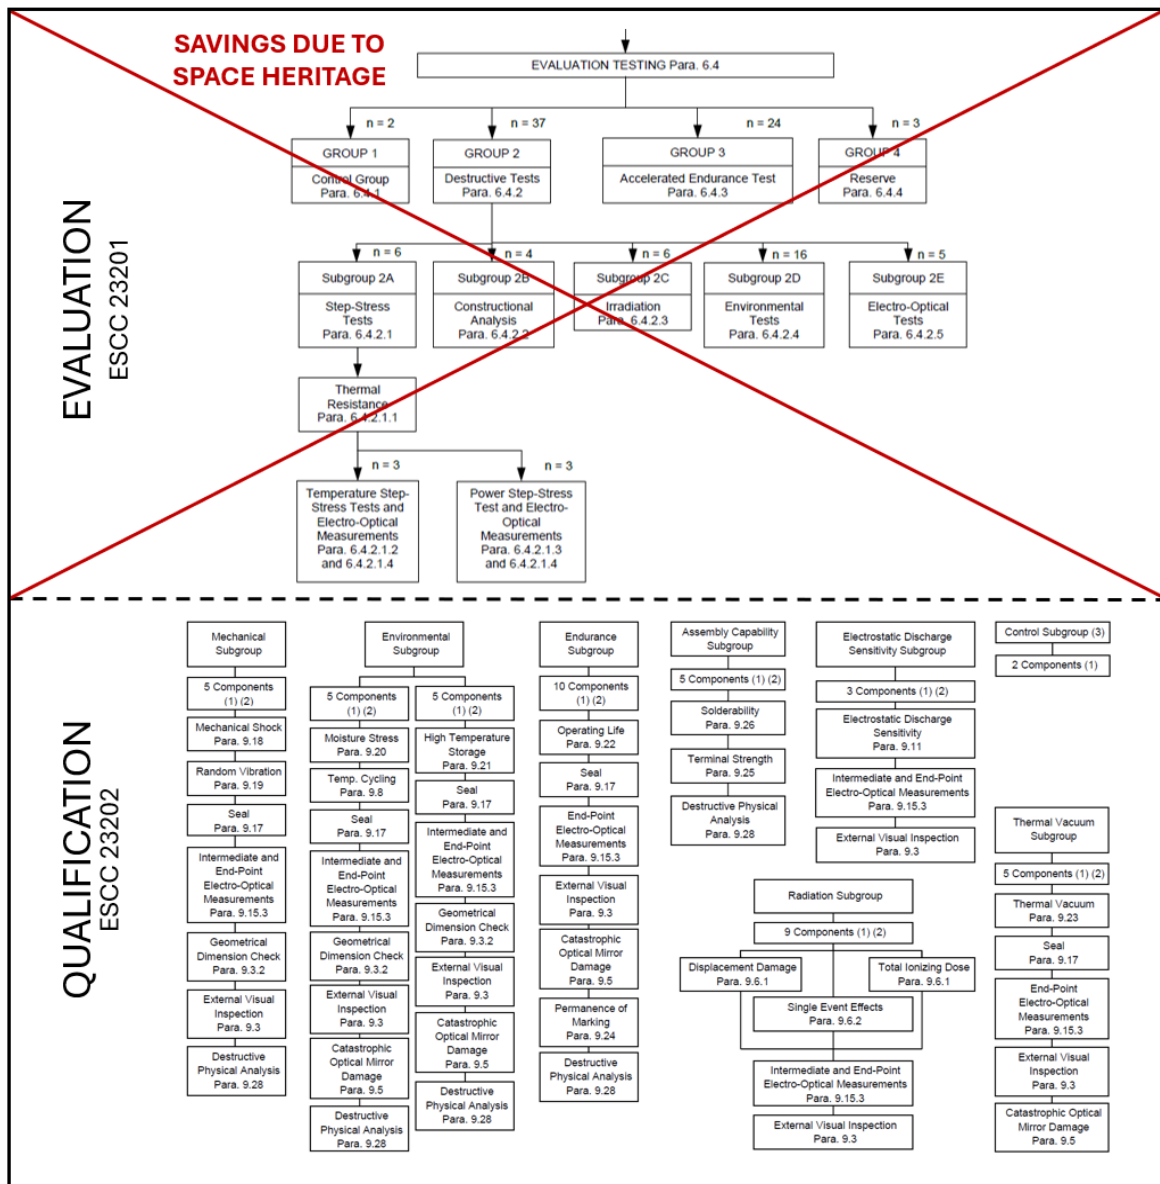 SAVINGS DUE TO
SPACE HERITAGE
EVALUATION TESTING Para. 6.4
n = 2
n = 37
n = 24
n = 3
GROUP 1
Control Group
Para. 6.4.1
GROUP 2
Destructive Tests
Para. 6.4.2
GROUP 3
Accelerated Endurance Test
Para. 6.4.3
GROUP 4
Reserve
Para. 6.4.4
EVALUATION
ESCC 23201
n = 6
n = 4
n = 6
n = 16
n = 5
Subgroup 2A
Step-Stress
Tests
Para. 6.4.2.1
Subgroup 2B
Constructional
Analysis
Para. 6.4.2.2
Subgroup 2C
Irradiation
Para. 6.4.2.3
Subgroup 2D
Environmental
Tests
Para. 6.4.2.4
Subgroup 2E
Electro-Optical
Tests
Para. 6.4.2.5
Thermal
Resistance
Para. 6.4.2.1.1
n = 3
n = 3
Temperature Step-
Stress Tests and
Electro-Optical
Measurements
Para. 6.4.2.1.2
and 6.4.2.1.4
Power Step-Stress
Test and Electro-
Optical
Measurements
Para. 6.4.2.1.3
and 6.4.2.1.4
QUALIFICATION
ESCC 23202
Mechanical
Subgroup
5 Components
(1) (2)
Mechanical Shock
Para. 9.18
Random Vibration
Para. 9.19
Seal
Para. 9.17
Intermediate and
End-Point
Electro-Optical
Measurements
Para. 9.15.3
Geometrical
Dimension Check
Para. 9.3.2
External Visual
Inspection
Para. 9.3
Destructive
Physical Analysis
Para. 9.28
Environmental
Subgroup
5 Components
(1) (2)
Moisture Stress
Para. 9.20
Temp. Cycling
Para. 9.8
Seal
Para. 9.17
Intermediate and
End-Point
Electro-Optical
Measurements
Para. 9.15.3
Geometrical
Dimension Check
Para. 9.3.2
External Visual
Inspection
Para. 9.3
Catastrophic
Optical Mirror
Damage
Para. 9.5
Destructive
Physical Analysis
Para. 9.28
5 Components
(1) (2)
High Temperature
Storage
Para. 9.21
Seal
Para. 9.17
Intermediate and
End-Point
Electro-Optical
Measurements
Para. 9.15.3
Geometrical
Dimension Check
Para. 9.3.2
External Visual
Inspection
Para. 9.3
Catastrophic
Optical Mirror
Damage
Para. 9.5
Destructive
Physical Analysis
Para. 9.28
Endurance
Subgroup
10 Components
(1) (2)
Operating Life
Para. 9.22
Seal
Para. 9.17
End-Point
Electro-Optical
Measurements
Para. 9.15.3
External Visual
Inspection
Para. 9.3
Catastrophic
Optical Mirror
Damage
Para. 9.5
Permanence of
Marking
Para. 9.24
Destructive
Physical Analysis
Para. 9.28
Assembly Capability
Subgroup
5 Components (1) (2)
Solderability
Para. 9.26
Terminal Strength
Para. 9.25
Destructive Physical
Analysis
Para. 9.28
Electrostatic Discharge
Sensitivity Subgroup
3 Components (1) (2)
Electrostatic Discharge
Sensitivity
Para. 9.11
Intermediate and End-Point
Electro-Optical Measurements
Para. 9.15.3
External Visual Inspection
Para. 9.3
Radiation Subgroup
9 Components (1) (2)
Displacement Damage
Para. 9.6.1
Total Ionizing Dose
Para. 9.6.1
Single Event Effects
Para. 9.6.2
Intermediate and End-Point
Electro-Optical Measurements
Para. 9.15.3
External Visual Inspection
Para. 9.3
Control Subgroup (3)
2 Components (1)
Thermal Vacuum
Subgroup
5 Components (1) (2)
Thermal Vacuum
Para. 9.23
Seal
Para. 9.17
End-Point
Electro-Optical
Measurements
Para. 9.15.3
External Visual
Inspection
Para. 9.3
Catastrophic Optical
Mirror Damage
Para. 9.5